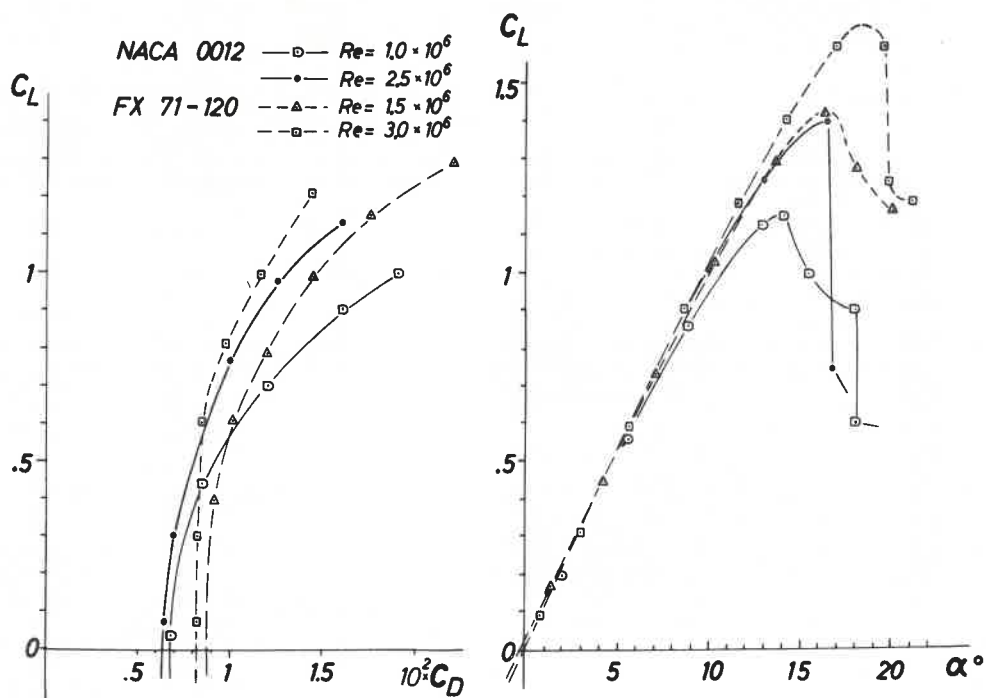 NACA 0012 Re = 1.0 × 10⁶
Re = 2,5 × 10⁶
FX 71-120 Re = 1,5 × 10⁶
Re = 3,0 × 10⁶
C_L
1
.5
0
.5 1 1.5 10²× C_D
C_L
1.5
1
.5
0
5 10 15 20 α°